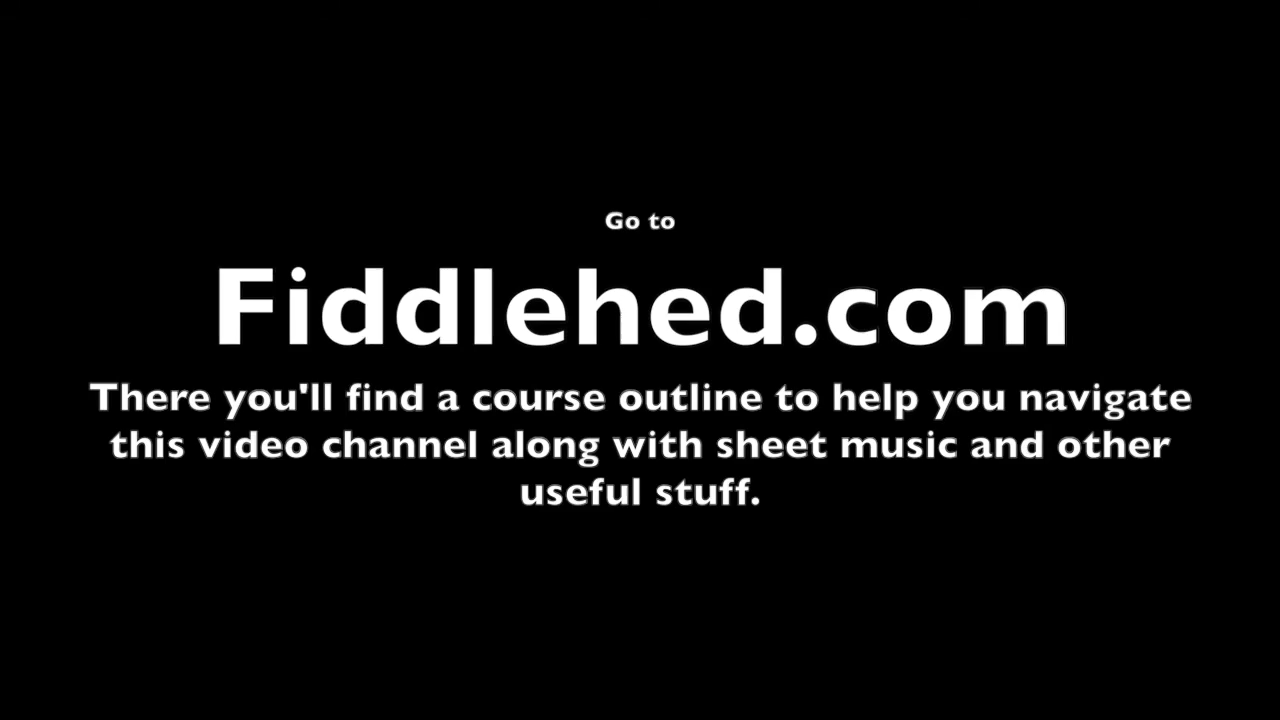 Go to
Fiddlehed.com
There you'll find a course outline to help you navigate
this video channel along with sheet music and other
useful stuff.